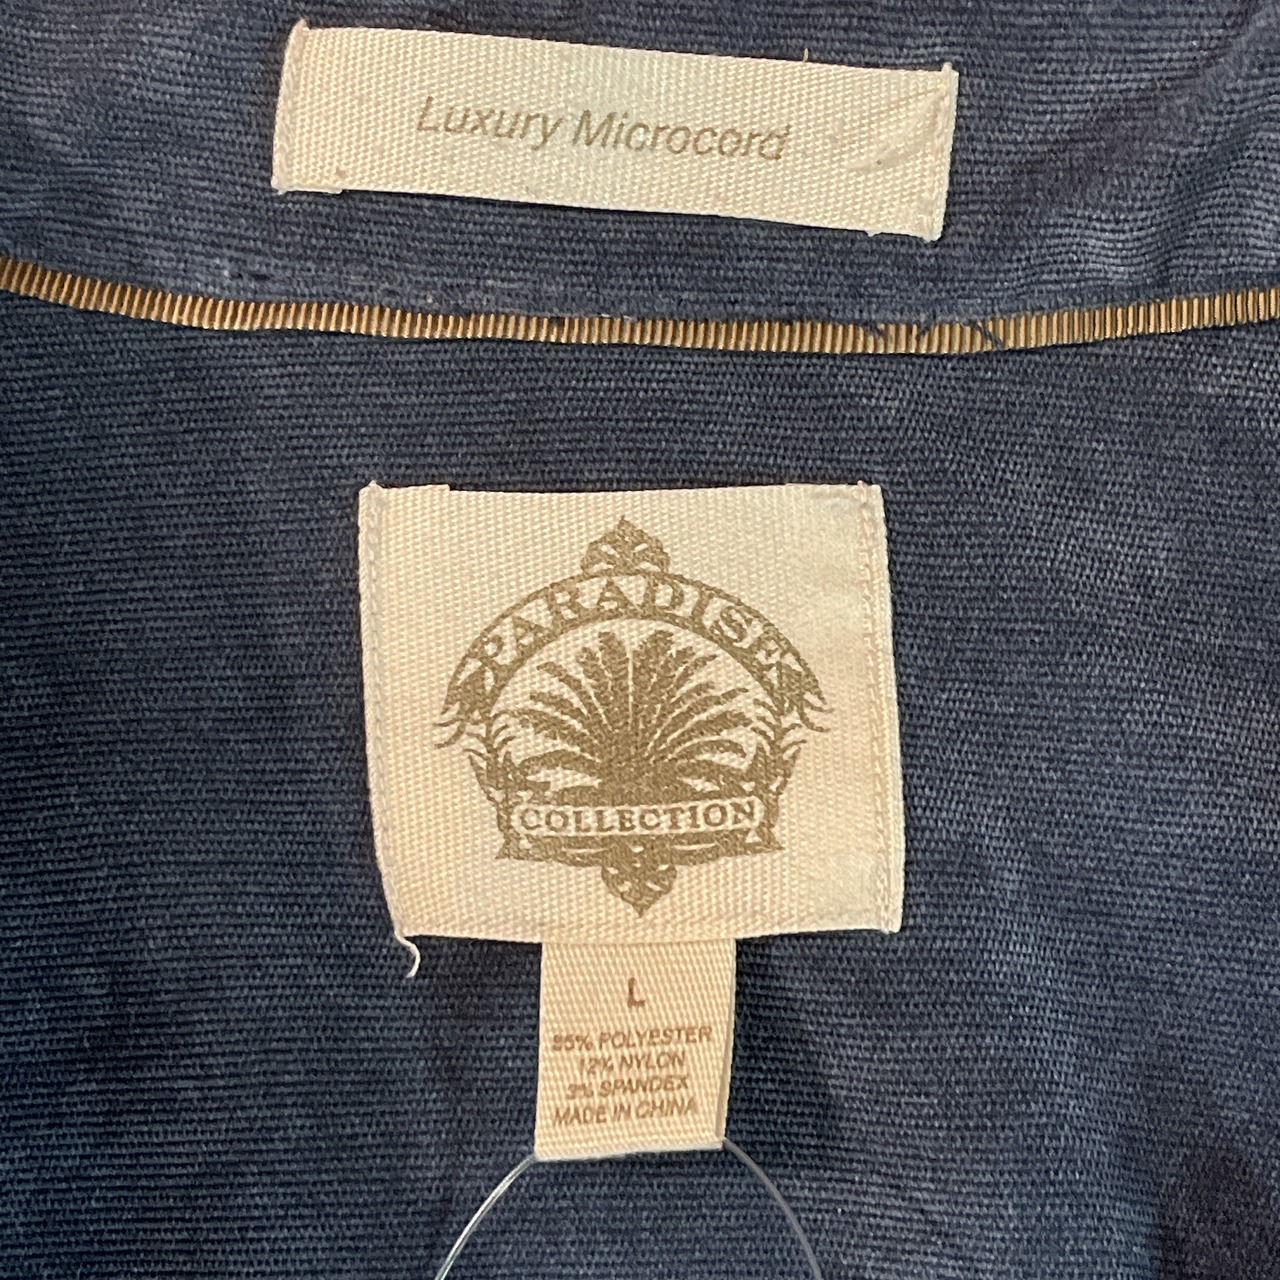 Luxury Microcord
PARADISE
COLLECTION
L
85% POLYESTER
12% NYLON
3% SPANDEX
MADE IN CHINA